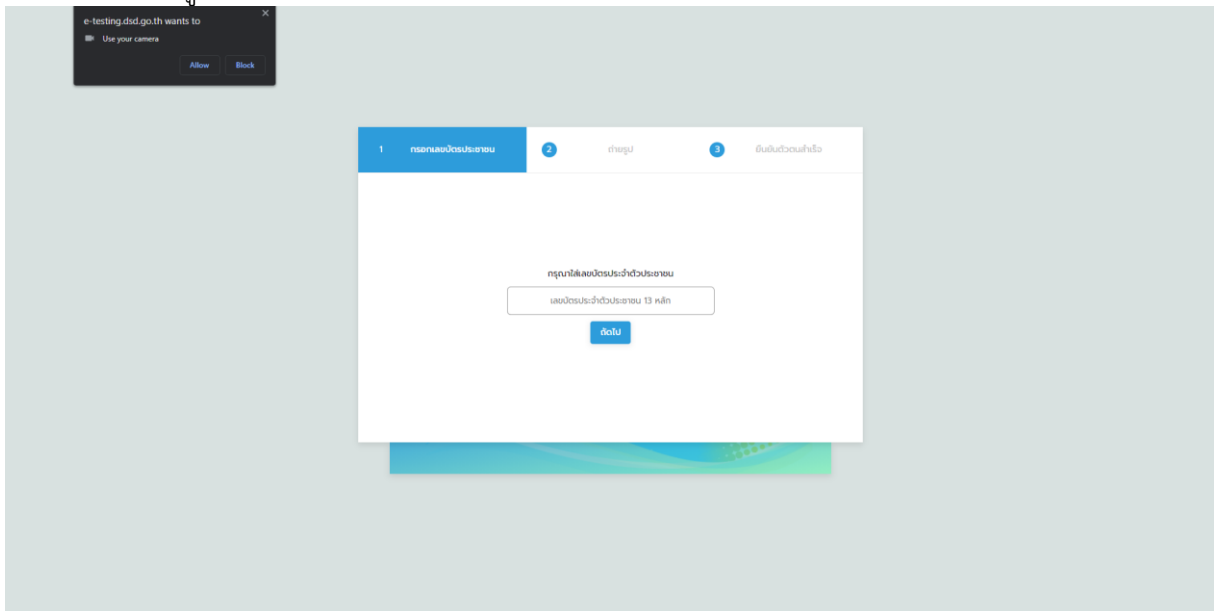 e-testing.dsd.go.th wants to
Use your camera
Allow Block
1 กรอกเลขบัตรประชาชน 2 ถ่ายรูป 3 ยืนยันตัวตนสำเร็จ
กรุณาใส่เลขบัตรประจำตัวประชาชน
เลขบัตรประจำตัวประชาชน 13 หลัก
ถัดไป